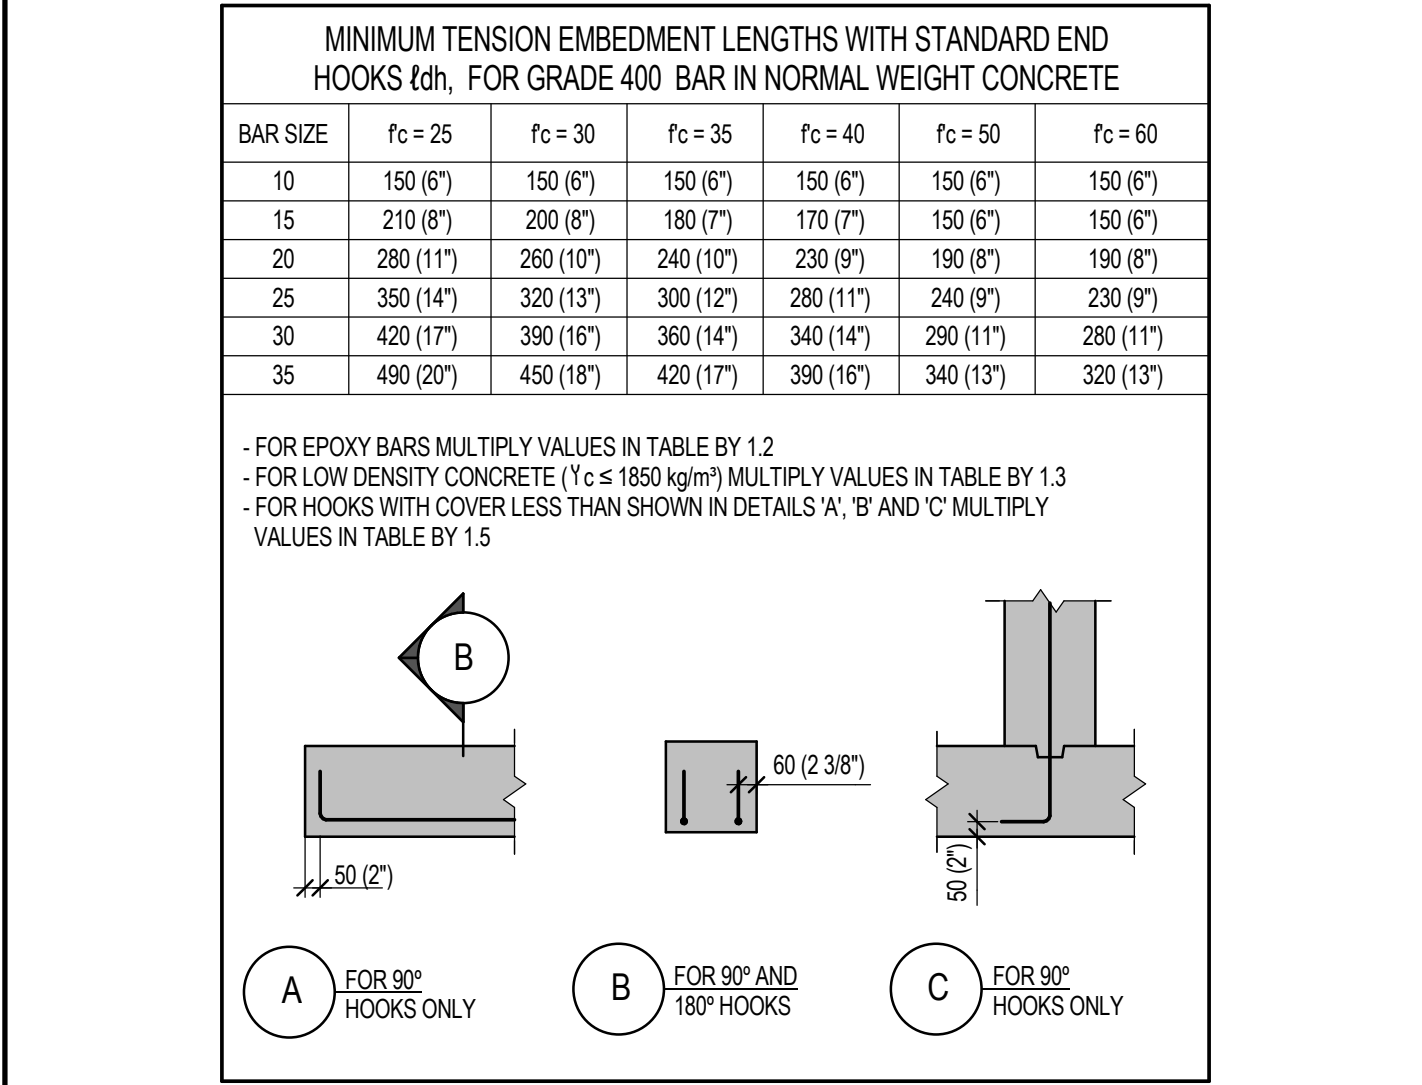 MINIMUM TENSION EMBEDMENT LENGTHS WITH STANDARD END
HOOKS ℓdh, FOR GRADE 400 BAR IN NORMAL WEIGHT CONCRETE
BAR SIZE f'c = 25 f'c = 30 f'c = 35 f'c = 40 f'c = 50 f'c = 60
10 150 (6") 150 (6") 150 (6") 150 (6") 150 (6") 150 (6")
15 210 (8") 200 (8") 180 (7") 170 (7") 150 (6") 150 (6")
20 280 (11") 260 (10") 240 (10") 230 (9") 190 (8") 190 (8")
25 350 (14") 320 (13") 300 (12") 280 (11") 240 (9") 230 (9")
30 420 (17") 390 (16") 360 (14") 340 (14") 290 (11") 280 (11")
35 490 (20") 450 (18") 420 (17") 390 (16") 340 (13") 320 (13")
- FOR EPOXY BARS MULTIPLY VALUES IN TABLE BY 1.2
- FOR LOW DENSITY CONCRETE (ɣc ≤ 1850 kg/m³) MULTIPLY VALUES IN TABLE BY 1.3
- FOR HOOKS WITH COVER LESS THAN SHOWN IN DETAILS 'A', 'B' AND 'C' MULTIPLY
VALUES IN TABLE BY 1.5
B
60 (2 3/8")
50 (2")
50 (2")
A
FOR 90º
HOOKS ONLY
B
FOR 90º AND
180º HOOKS
C
FOR 90º
HOOKS ONLY